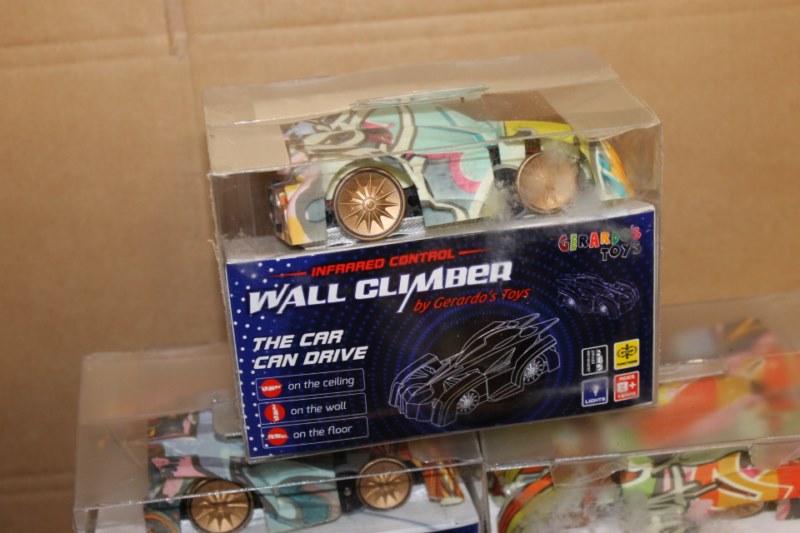 GERARDO'S
TOYS
INFRARED CONTROL
WALL CLIMBER
by Gerardo's Toys
THE CAR
CAN DRIVE
on the ceiling
on the wall
on the floor
LIGHTS
8+